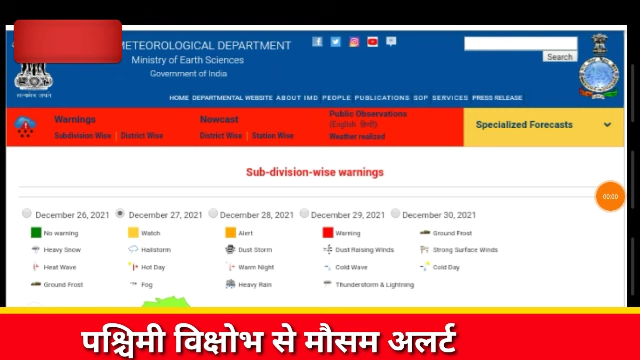 METEOROLOGICAL DEPARTMENT
Ministry of Earth Sciences
Government of India
Search
सत्यमेव जयते
HOME DEPARTMENTAL WEBSITE ABOUT IMD PEOPLE PUBLICATIONS SOP SERVICES PRESS RELEASE
Warnings
Subdivision Wise District Wise
Nowcast
District Wise Station Wise
Public Observations
(English हिन्दी)
Weather realized
Specialized Forecasts
Sub-division-wise warnings
00:00
December 26, 2021 December 27, 2021 December 28, 2021 December 29, 2021 December 30, 2021
No warning Watch Alert Warning Ground Frost
Heavy Snow Hailstorm Dust Storm Dust Raising Winds Strong Surface Winds
Heat Wave Hot Day Warm Night Cold Wave Cold Day
Ground Frost Fog Heavy Rain Thunderstorm & Lightning
पश्चिमी विक्षोभ से मौसम अलर्ट